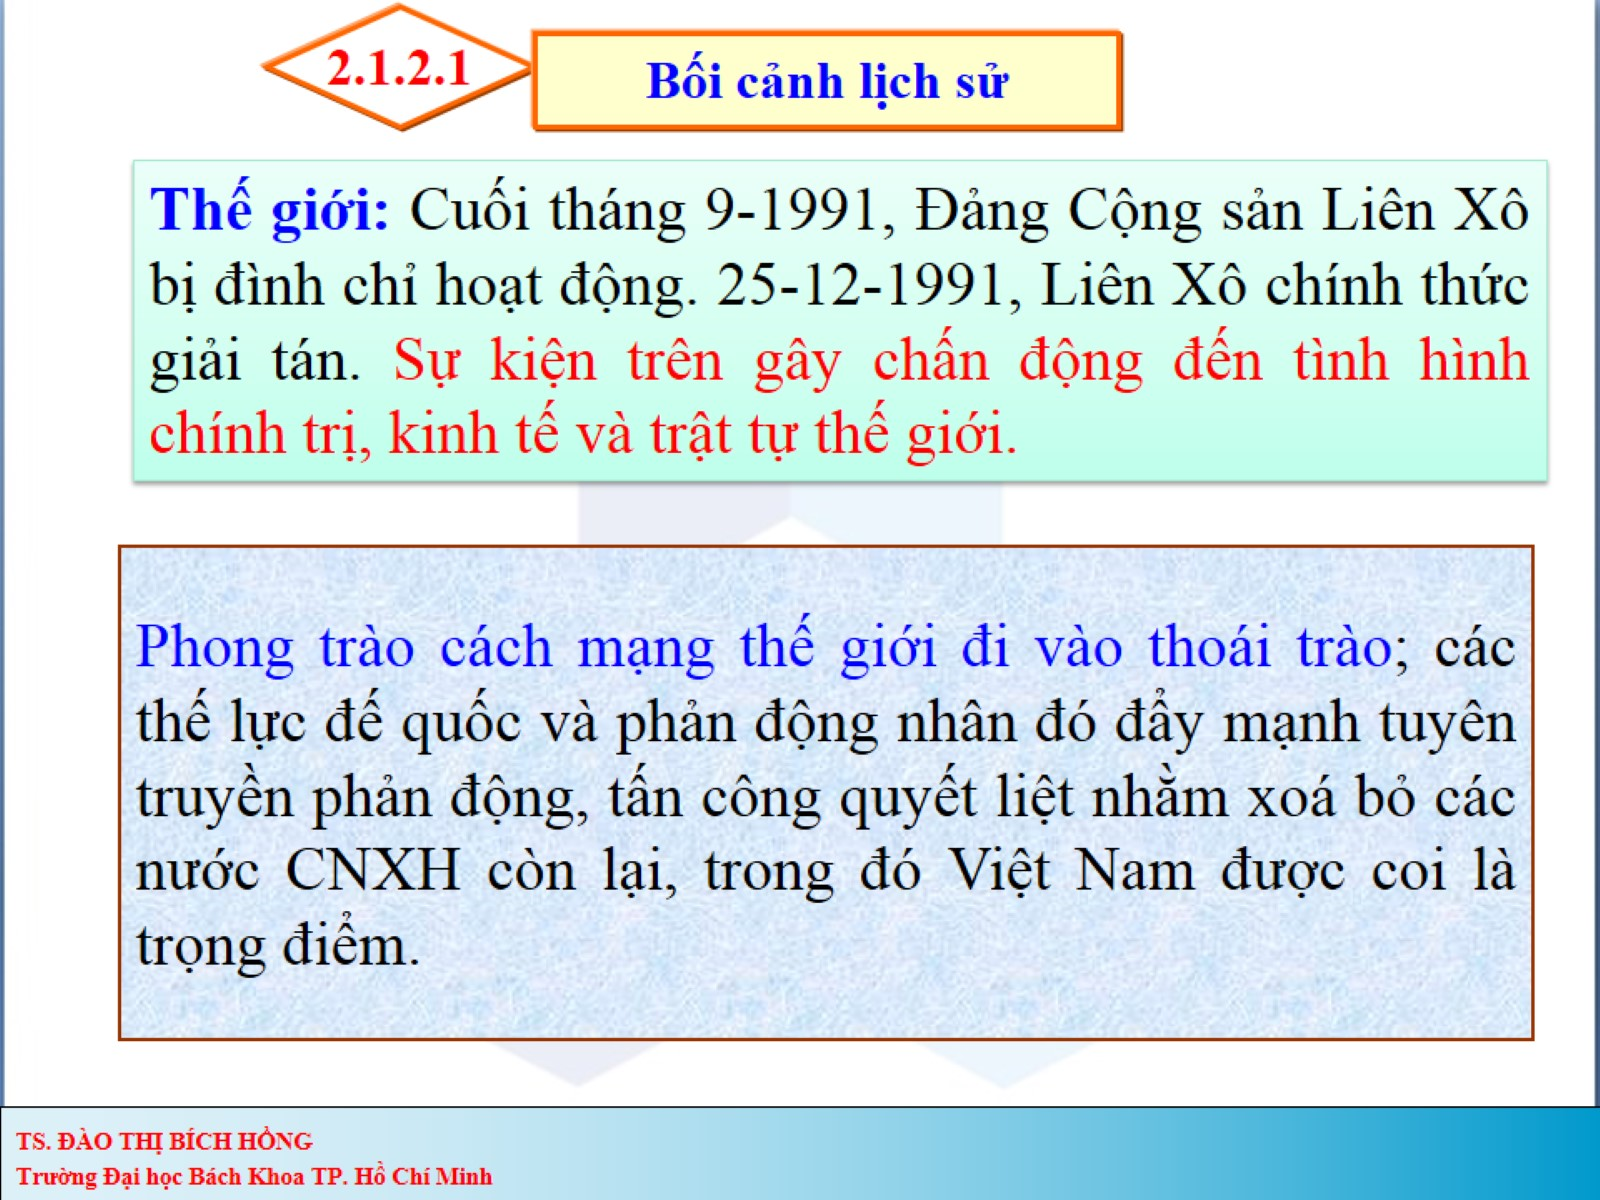 2.1.2.1
Bối cảnh lịch sử
Thế giới: Cuối tháng 9-1991, Đảng Cộng sản Liên Xô
bị đình chỉ hoạt động. 25-12-1991, Liên Xô chính thức
giải tán. Sự kiện trên gây chấn động đến tình hình
chính trị, kinh tế và trật tự thế giới.
Phong trào cách mạng thế giới đi vào thoái trào; các
thế lực đế quốc và phản động nhân đó đẩy mạnh tuyên
truyền phản động, tấn công quyết liệt nhằm xoá bỏ các
nước CNXH còn lại, trong đó Việt Nam được coi là
trọng điểm.
TS. ĐÀO THỊ BÍCH HỒNG
Trường Đại học Bách Khoa TP. Hồ Chí Minh